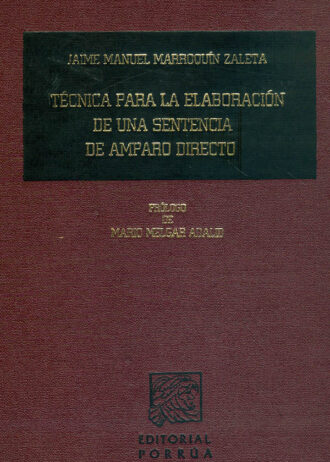 JAIME MANUEL MARROQUÍN ZALETA
TÉCNICA PARA LA ELABORACIÓN
DE UNA SENTENCIA
DE AMPARO DIRECTO
PRÓLOGO
DE
MARIO MELGAR ADALID
EDITORIAL
PORRÚA